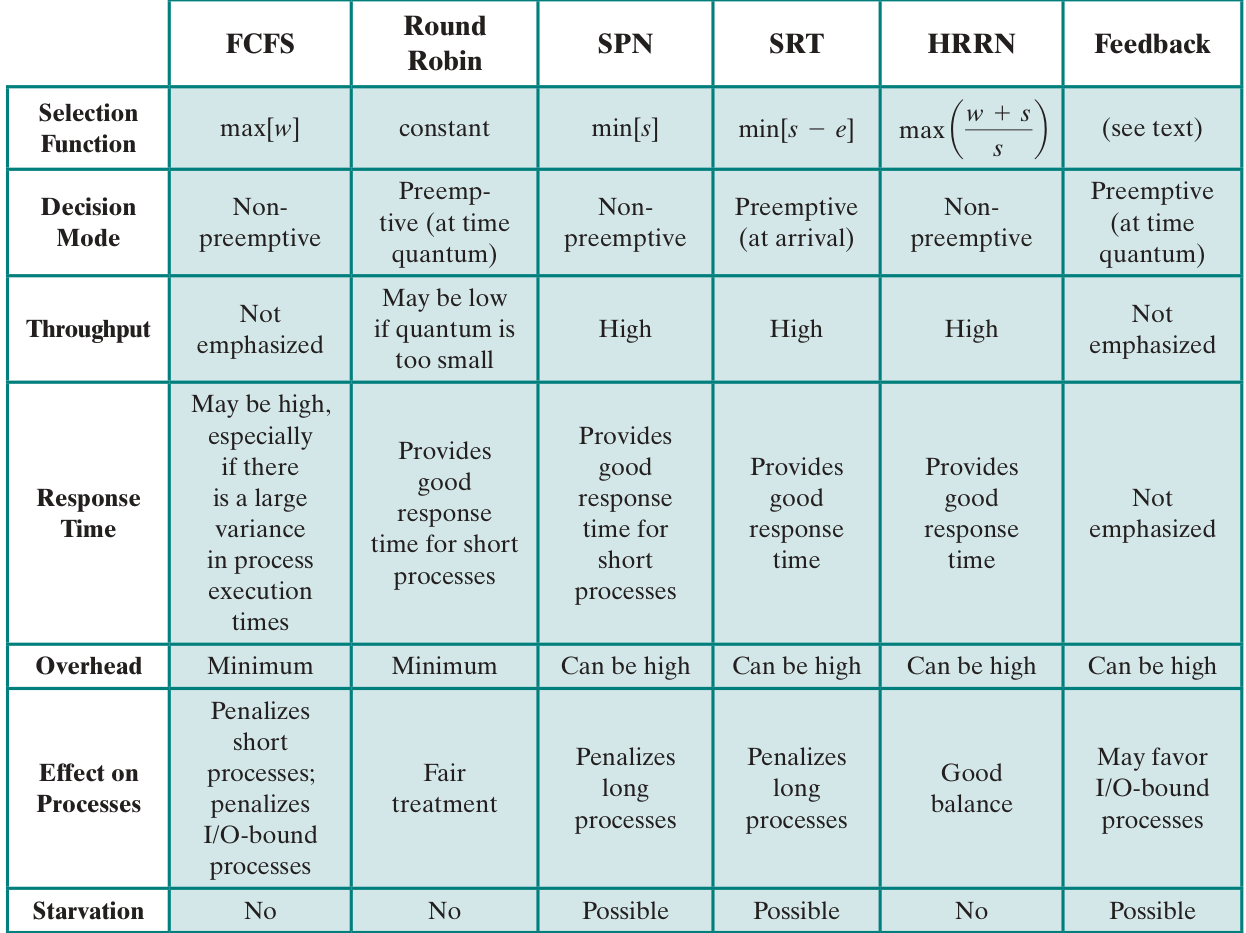 FCFS
Round
Robin
SPN
SRT
HRRN
Feedback
Selection
Function
max[w]
constant
min[s]
min[s − e]
max((w + s)/s)
(see text)
Decision
Mode
Non-
preemptive
Preemp-
tive (at time
quantum)
Non-
preemptive
Preemptive
(at arrival)
Non-
preemptive
Preemptive
(at time
quantum)
Throughput
Not
emphasized
May be low
if quantum is
too small
High
High
High
Not
emphasized
Response
Time
May be high,
especially
if there
is a large
variance
in process
execution
times
Provides
good
response
time for short
processes
Provides
good
response
time for
short
processes
Provides
good
response
time
Provides
good
response
time
Not
emphasized
Overhead
Minimum
Minimum
Can be high
Can be high
Can be high
Can be high
Effect on
Processes
Penalizes
short
processes;
penalizes
I/O-bound
processes
Fair
treatment
Penalizes
long
processes
Penalizes
long
processes
Good
balance
May favor
I/O-bound
processes
Starvation
No
No
Possible
Possible
No
Possible